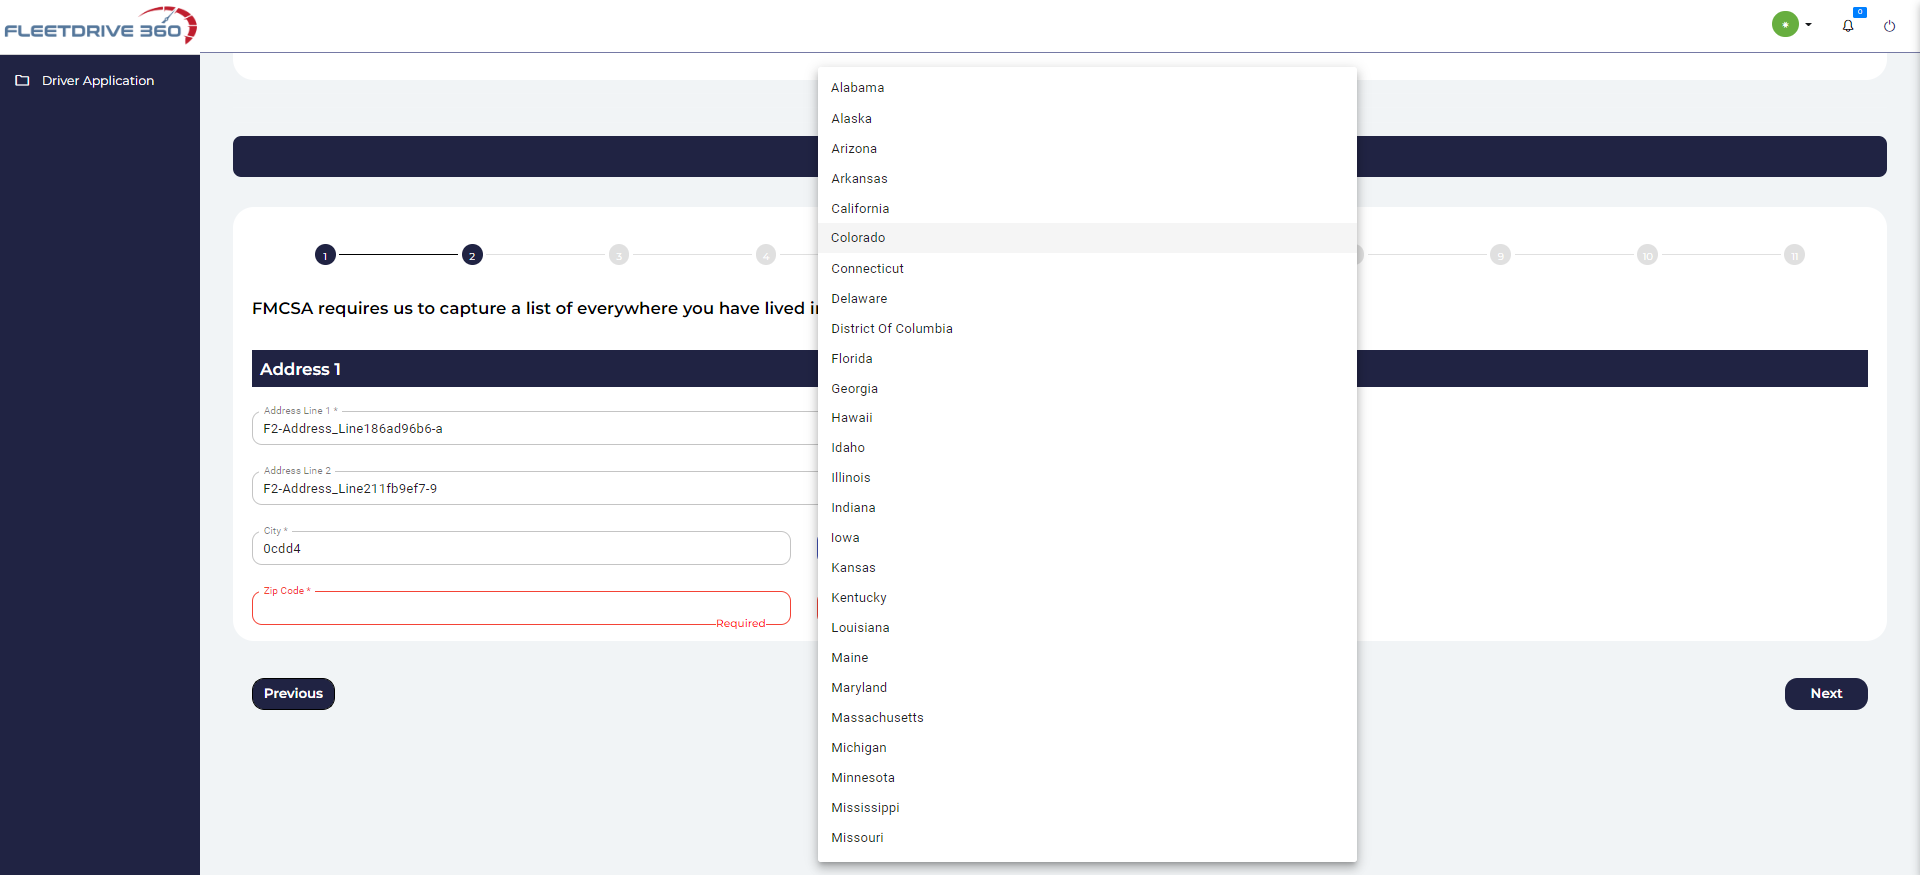 FLEETDRIVE 360
0
Driver Application
1
2
3
4
9
10
11
FMCSA requires us to capture a list of everywhere you have lived
Address 1
Address Line 1 *
F2-Address_Line186ad96b6-a
Address Line 2
F2-Address_Line211fb9ef7-9
City *
0cdd4
Zip Code *
Required
Previous
Next
Alabama
Alaska
Arizona
Arkansas
California
Colorado
Connecticut
Delaware
District Of Columbia
Florida
Georgia
Hawaii
Idaho
Illinois
Indiana
Iowa
Kansas
Kentucky
Louisiana
Maine
Maryland
Massachusetts
Michigan
Minnesota
Mississippi
Missouri